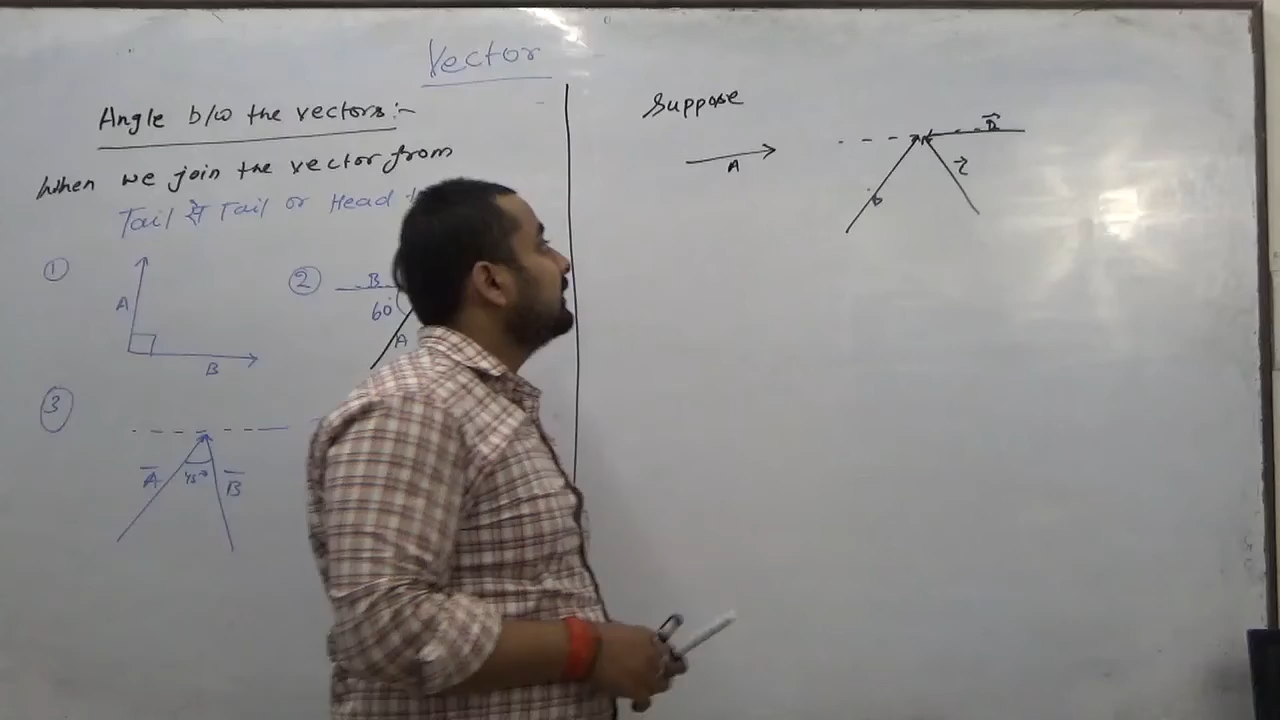 Vector
Angle b/w the vectors:-
When we join the vector from
Tail से Tail or Head
①
A
B
②
B
60°
A
③
A
45°
B
Suppose
A
b